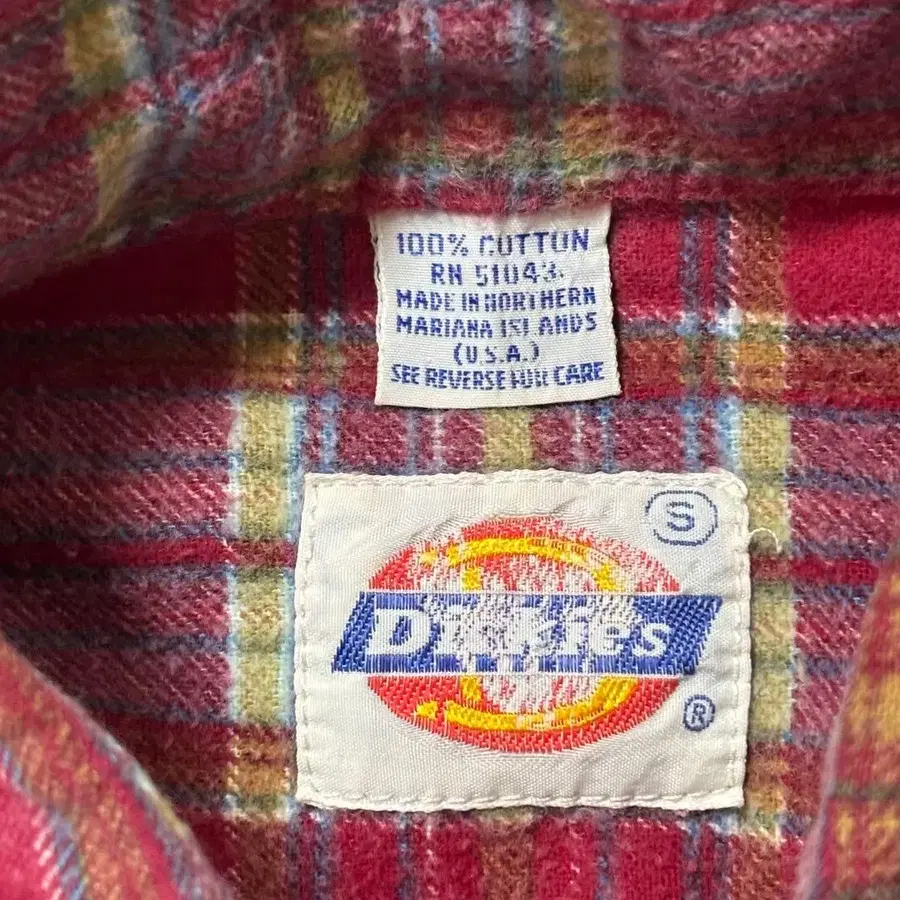 100% COTTON
RN 51043.
MADE IN NORTHERN
MARIANA ISLANDS
(U.S.A.)
SEE REVERSE FOR CARE
S
Dickies
®